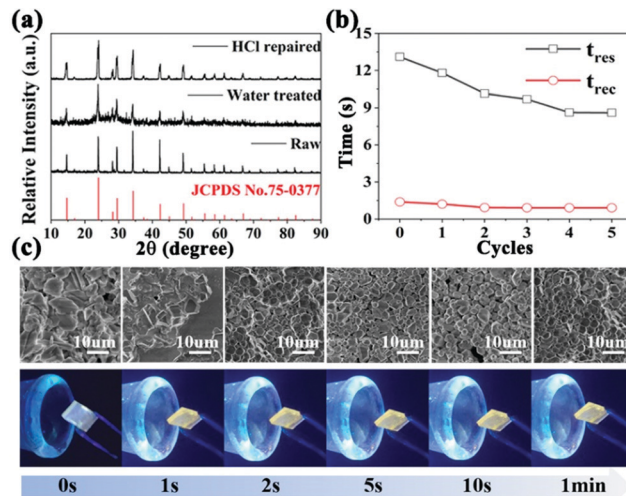 (a)
Relative Intensity (a.u.)
HCl repaired
Water treated
Raw
JCPDS No.75-0377
10 20 30 40 50 60 70 80 90
2θ (degree)
(b)
Time (s)
15
12
9
6
3
0
t_res
t_rec
0 1 2 3 4 5
Cycles
(c)
10um 10um 10um 10um 10um 10um
0s 1s 2s 5s 10s 1min